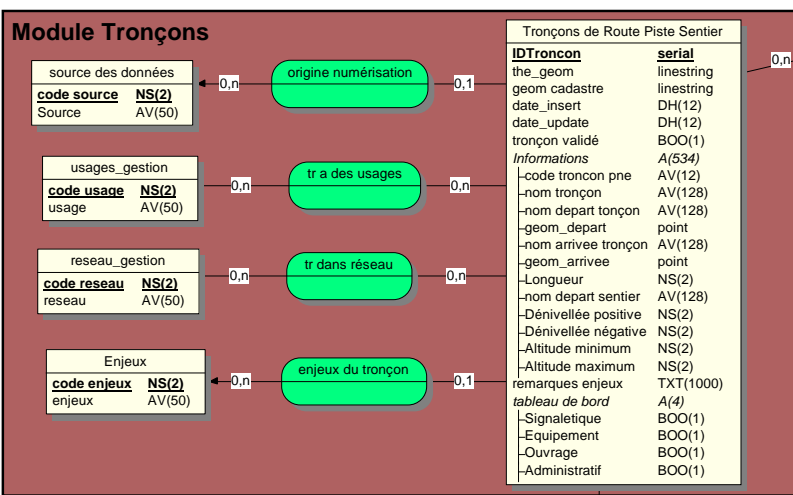 Module Tronçons
source des données
code source NS(2)
Source AV(50)
0,n
origine numérisation
0,1
usages_gestion
code usage NS(2)
usage AV(50)
0,n
tr a des usages
0,n
reseau_gestion
code reseau NS(2)
reseau AV(50)
0,n
tr dans réseau
0,n
Enjeux
code enjeux NS(2)
enjeux AV(50)
0,n
enjeux du tronçon
0,1
Tronçons de Route Piste Sentier
IDTroncon serial
the_geom linestring
geom cadastre linestring
date_insert DH(12)
date_update DH(12)
tronçon validé BOO(1)
Informations A(534)
code troncon pne AV(12)
nom tronçon AV(128)
nom depart tonçon AV(128)
geom_depart point
nom arrivee tronçon AV(128)
geom_arrivee point
Longueur NS(2)
nom depart sentier AV(128)
Dénivellée positive NS(2)
Dénivellée négative NS(2)
Altitude minimum NS(2)
Altitude maximum NS(2)
remarques enjeux TXT(1000)
tableau de bord A(4)
Signaletique BOO(1)
Equipement BOO(1)
Ouvrage BOO(1)
Administratif BOO(1)
0,n